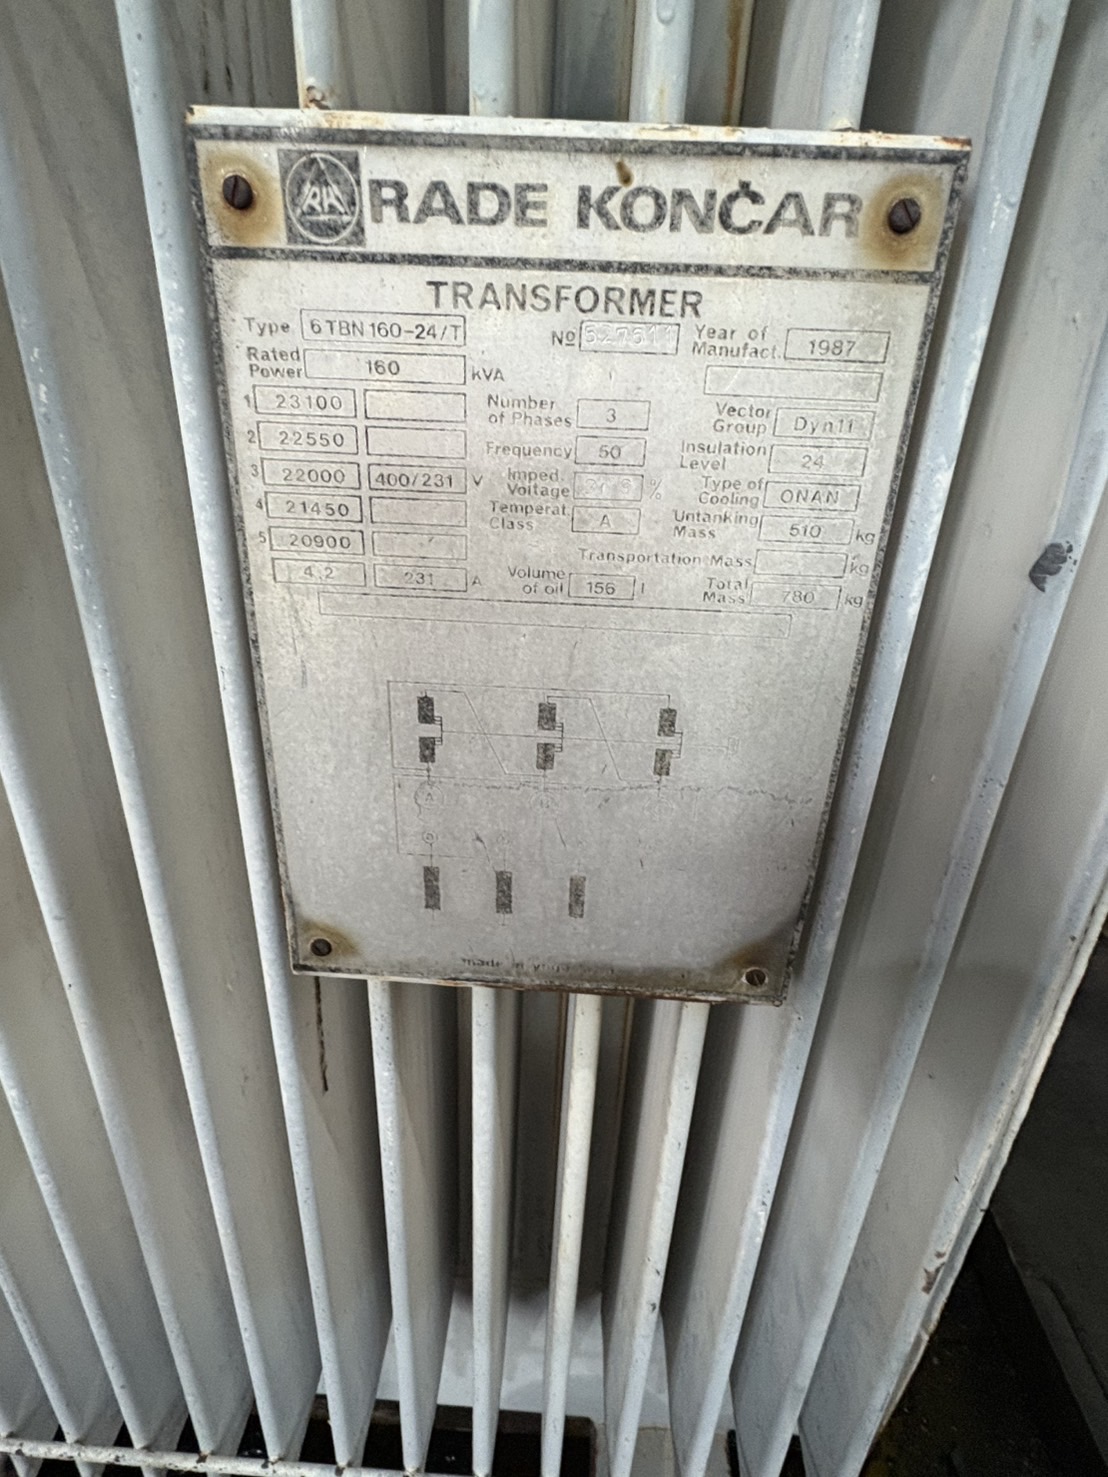 RADE KONČAR
TRANSFORMER
Type 6TBN160-24/T No Year of Manufact. 1987
Rated Power 160 kVA
1 23100 Number of Phases 3 Vector Group Dyn11
2 22550 Frequency 50 Insulation Level 24
3 22000 400/231 V Imped. Voltage % Type of Cooling ONAN
4 21450 Temperat. Class A Untanking Mass 510 kg
5 20900 Transportation Mass kg
4.2 231 A Volume of oil 156 l Total Mass 780 kg
made in